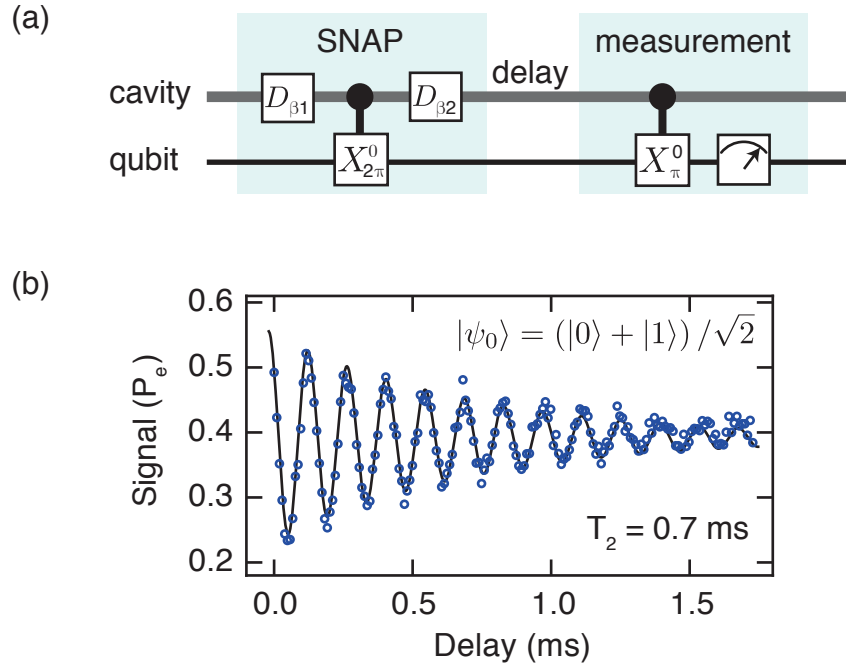 (a)
SNAP
measurement
delay
cavity
D_β1
D_β2
qubit
X^0_2π
X^0_π
(b)
0.6
0.5
0.4
0.3
0.2
Signal (P_e)
|ψ_0⟩ = (|0⟩ + |1⟩) / √2
T_2 = 0.7 ms
0.0
0.5
1.0
1.5
Delay (ms)